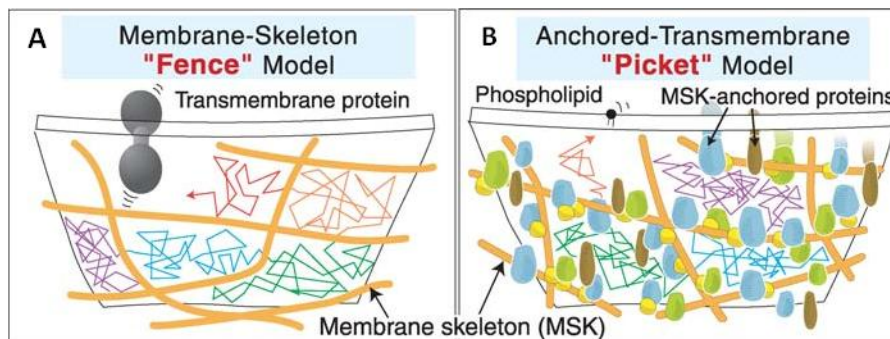 A
Membrane-Skeleton
"Fence" Model
Transmembrane protein
B
Anchored-Transmembrane
"Picket" Model
Phospholipid
MSK-anchored proteins
Membrane skeleton (MSK)